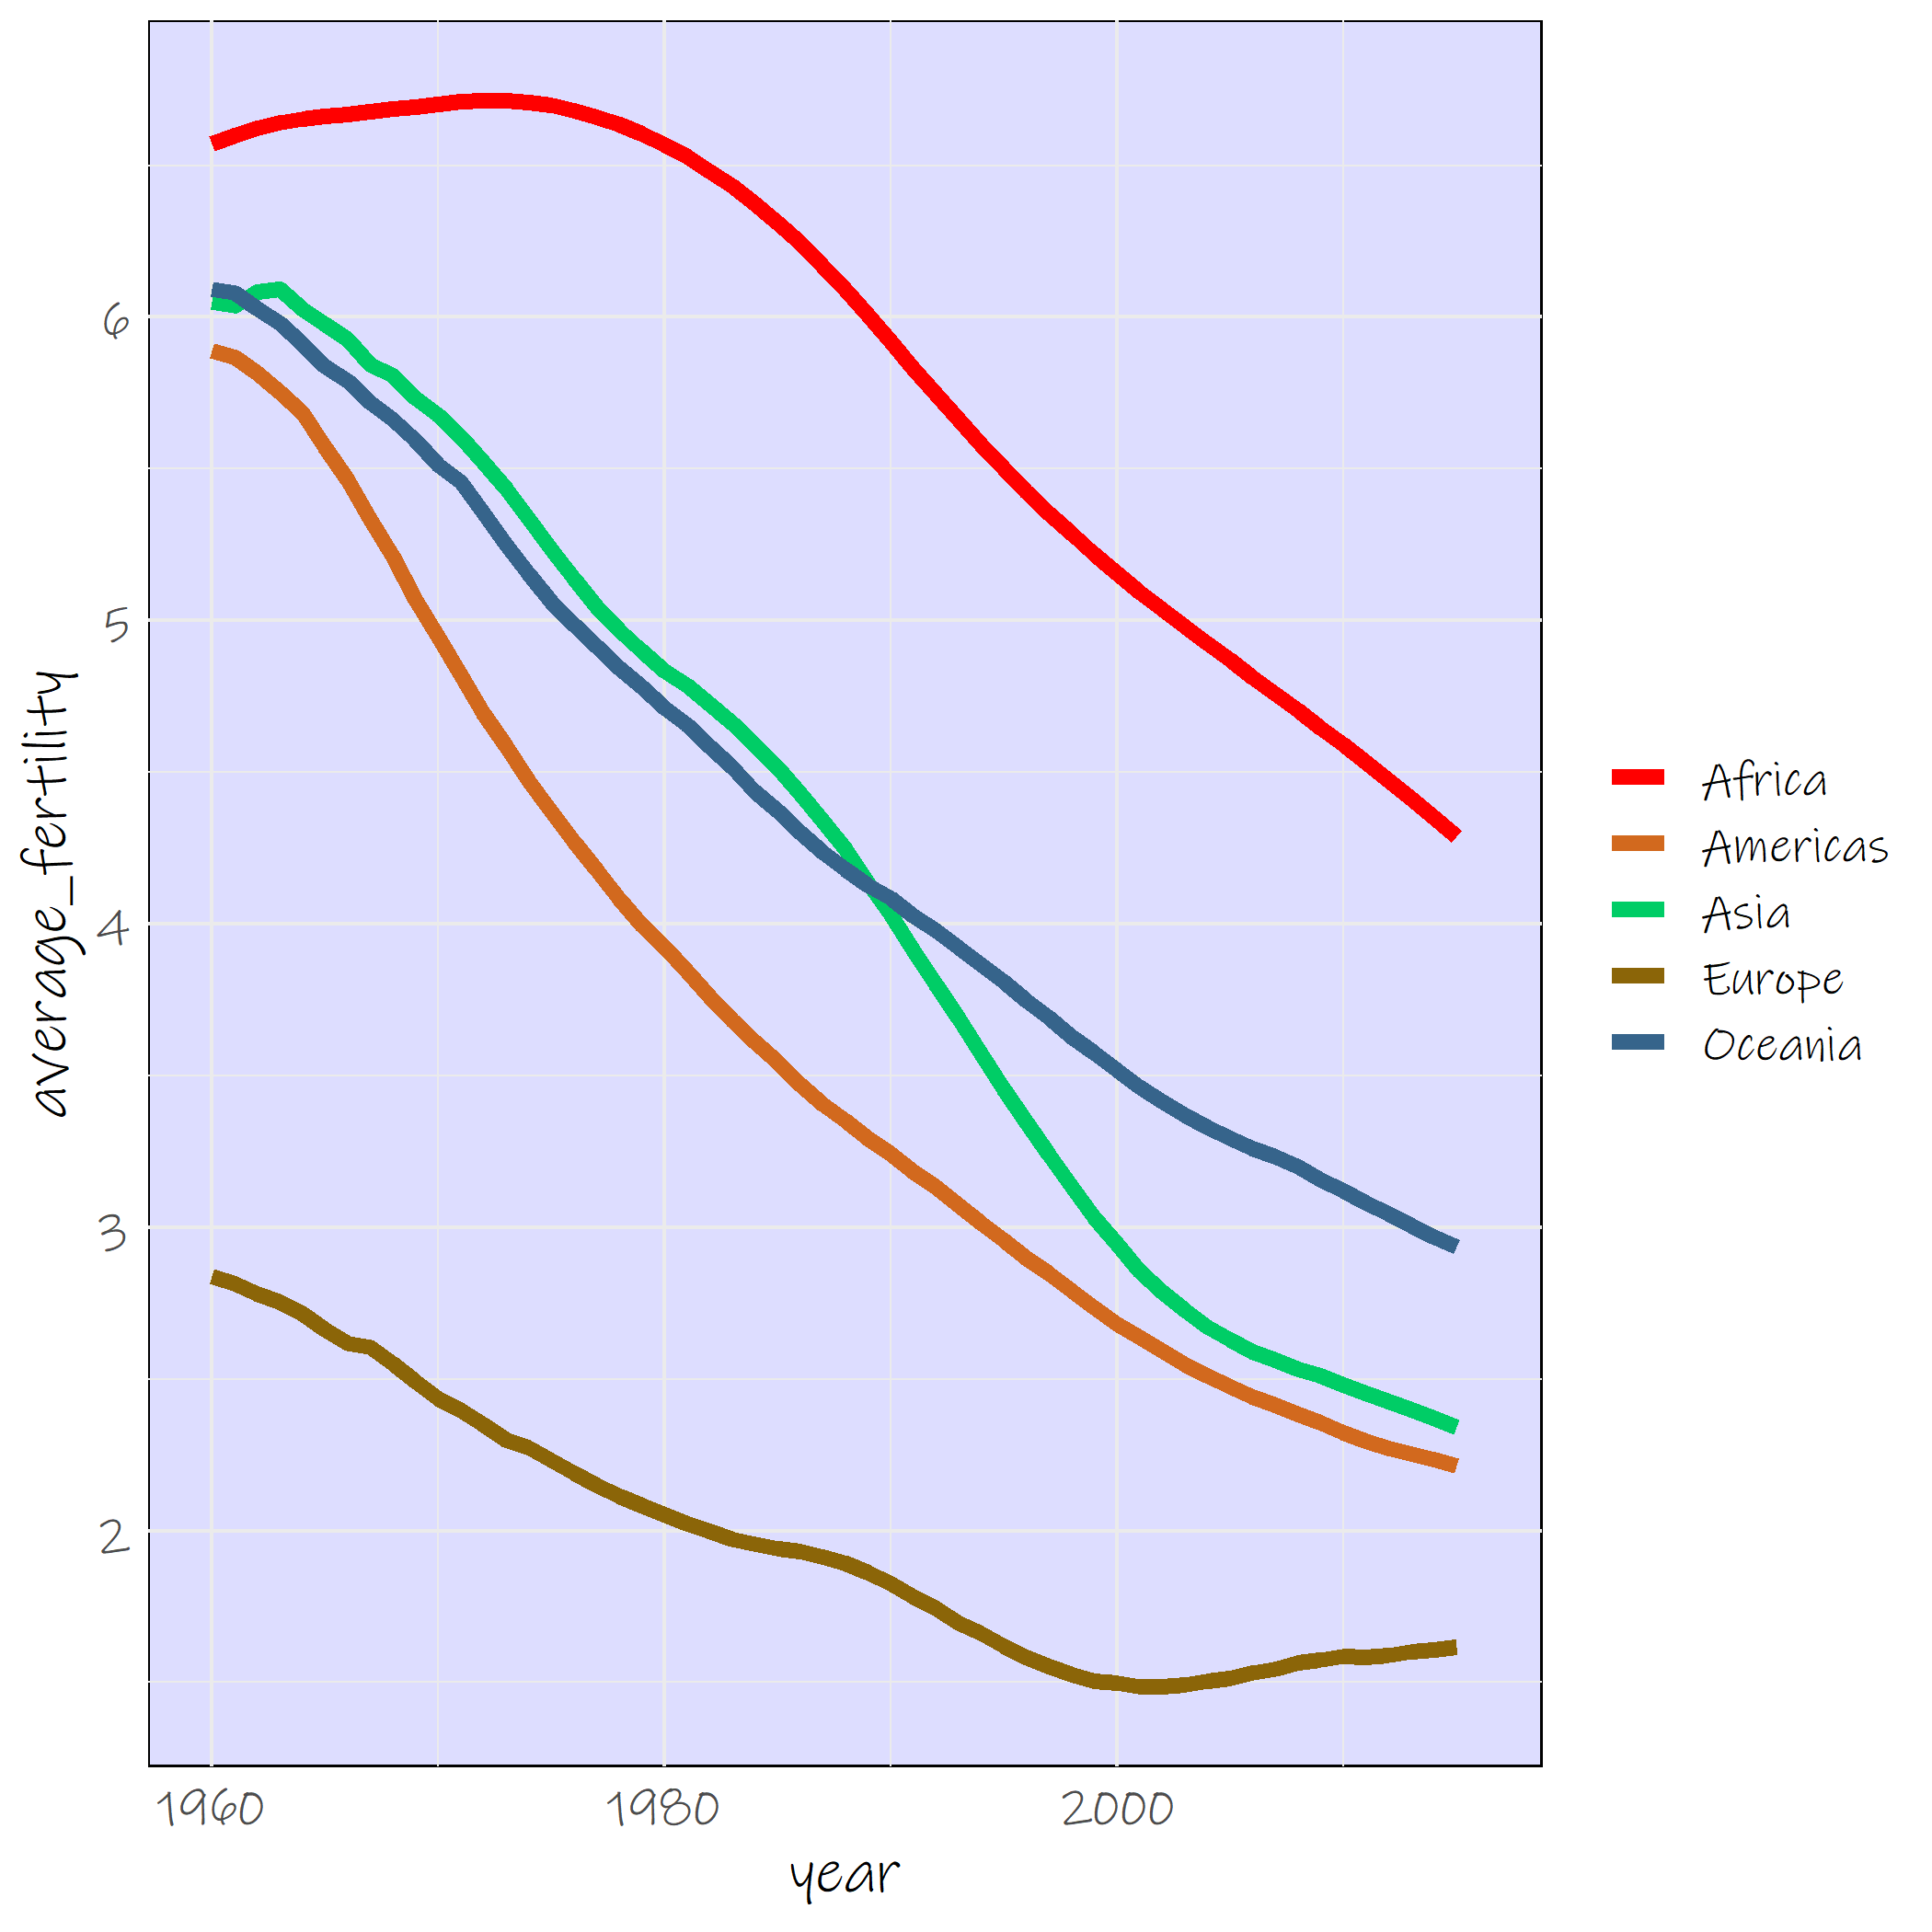 average_fertility
6
5
4
3
2
1960 1980 2000
year
Africa
Americas
Asia
Europe
Oceania